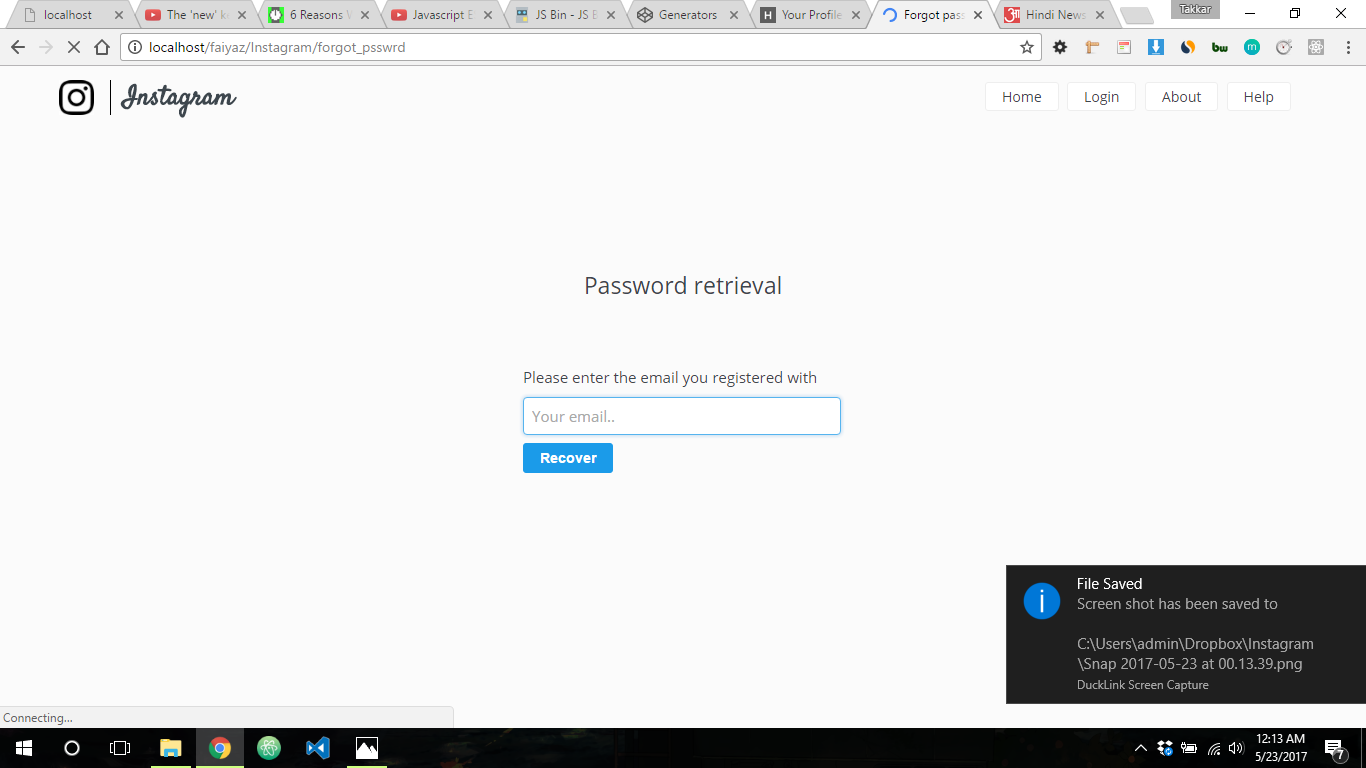 localhost
The 'new' k
6 Reasons
Javascript E
JS Bin - JS B
Generators
Your Profile
Forgot pas
Hindi News
Takkar
localhost/faiyaz/Instagram/forgot_psswrd
bw
m
Instagram
Home
Login
About
Help
Password retrieval
Please enter the email you registered with
Your email..
Recover
File Saved
Screen shot has been saved to
C:\Users\admin\Dropbox\Instagram
\Snap 2017-05-23 at 00.13.39.png
DuckLink Screen Capture
Connecting...
12:13 AM
5/23/2017
7